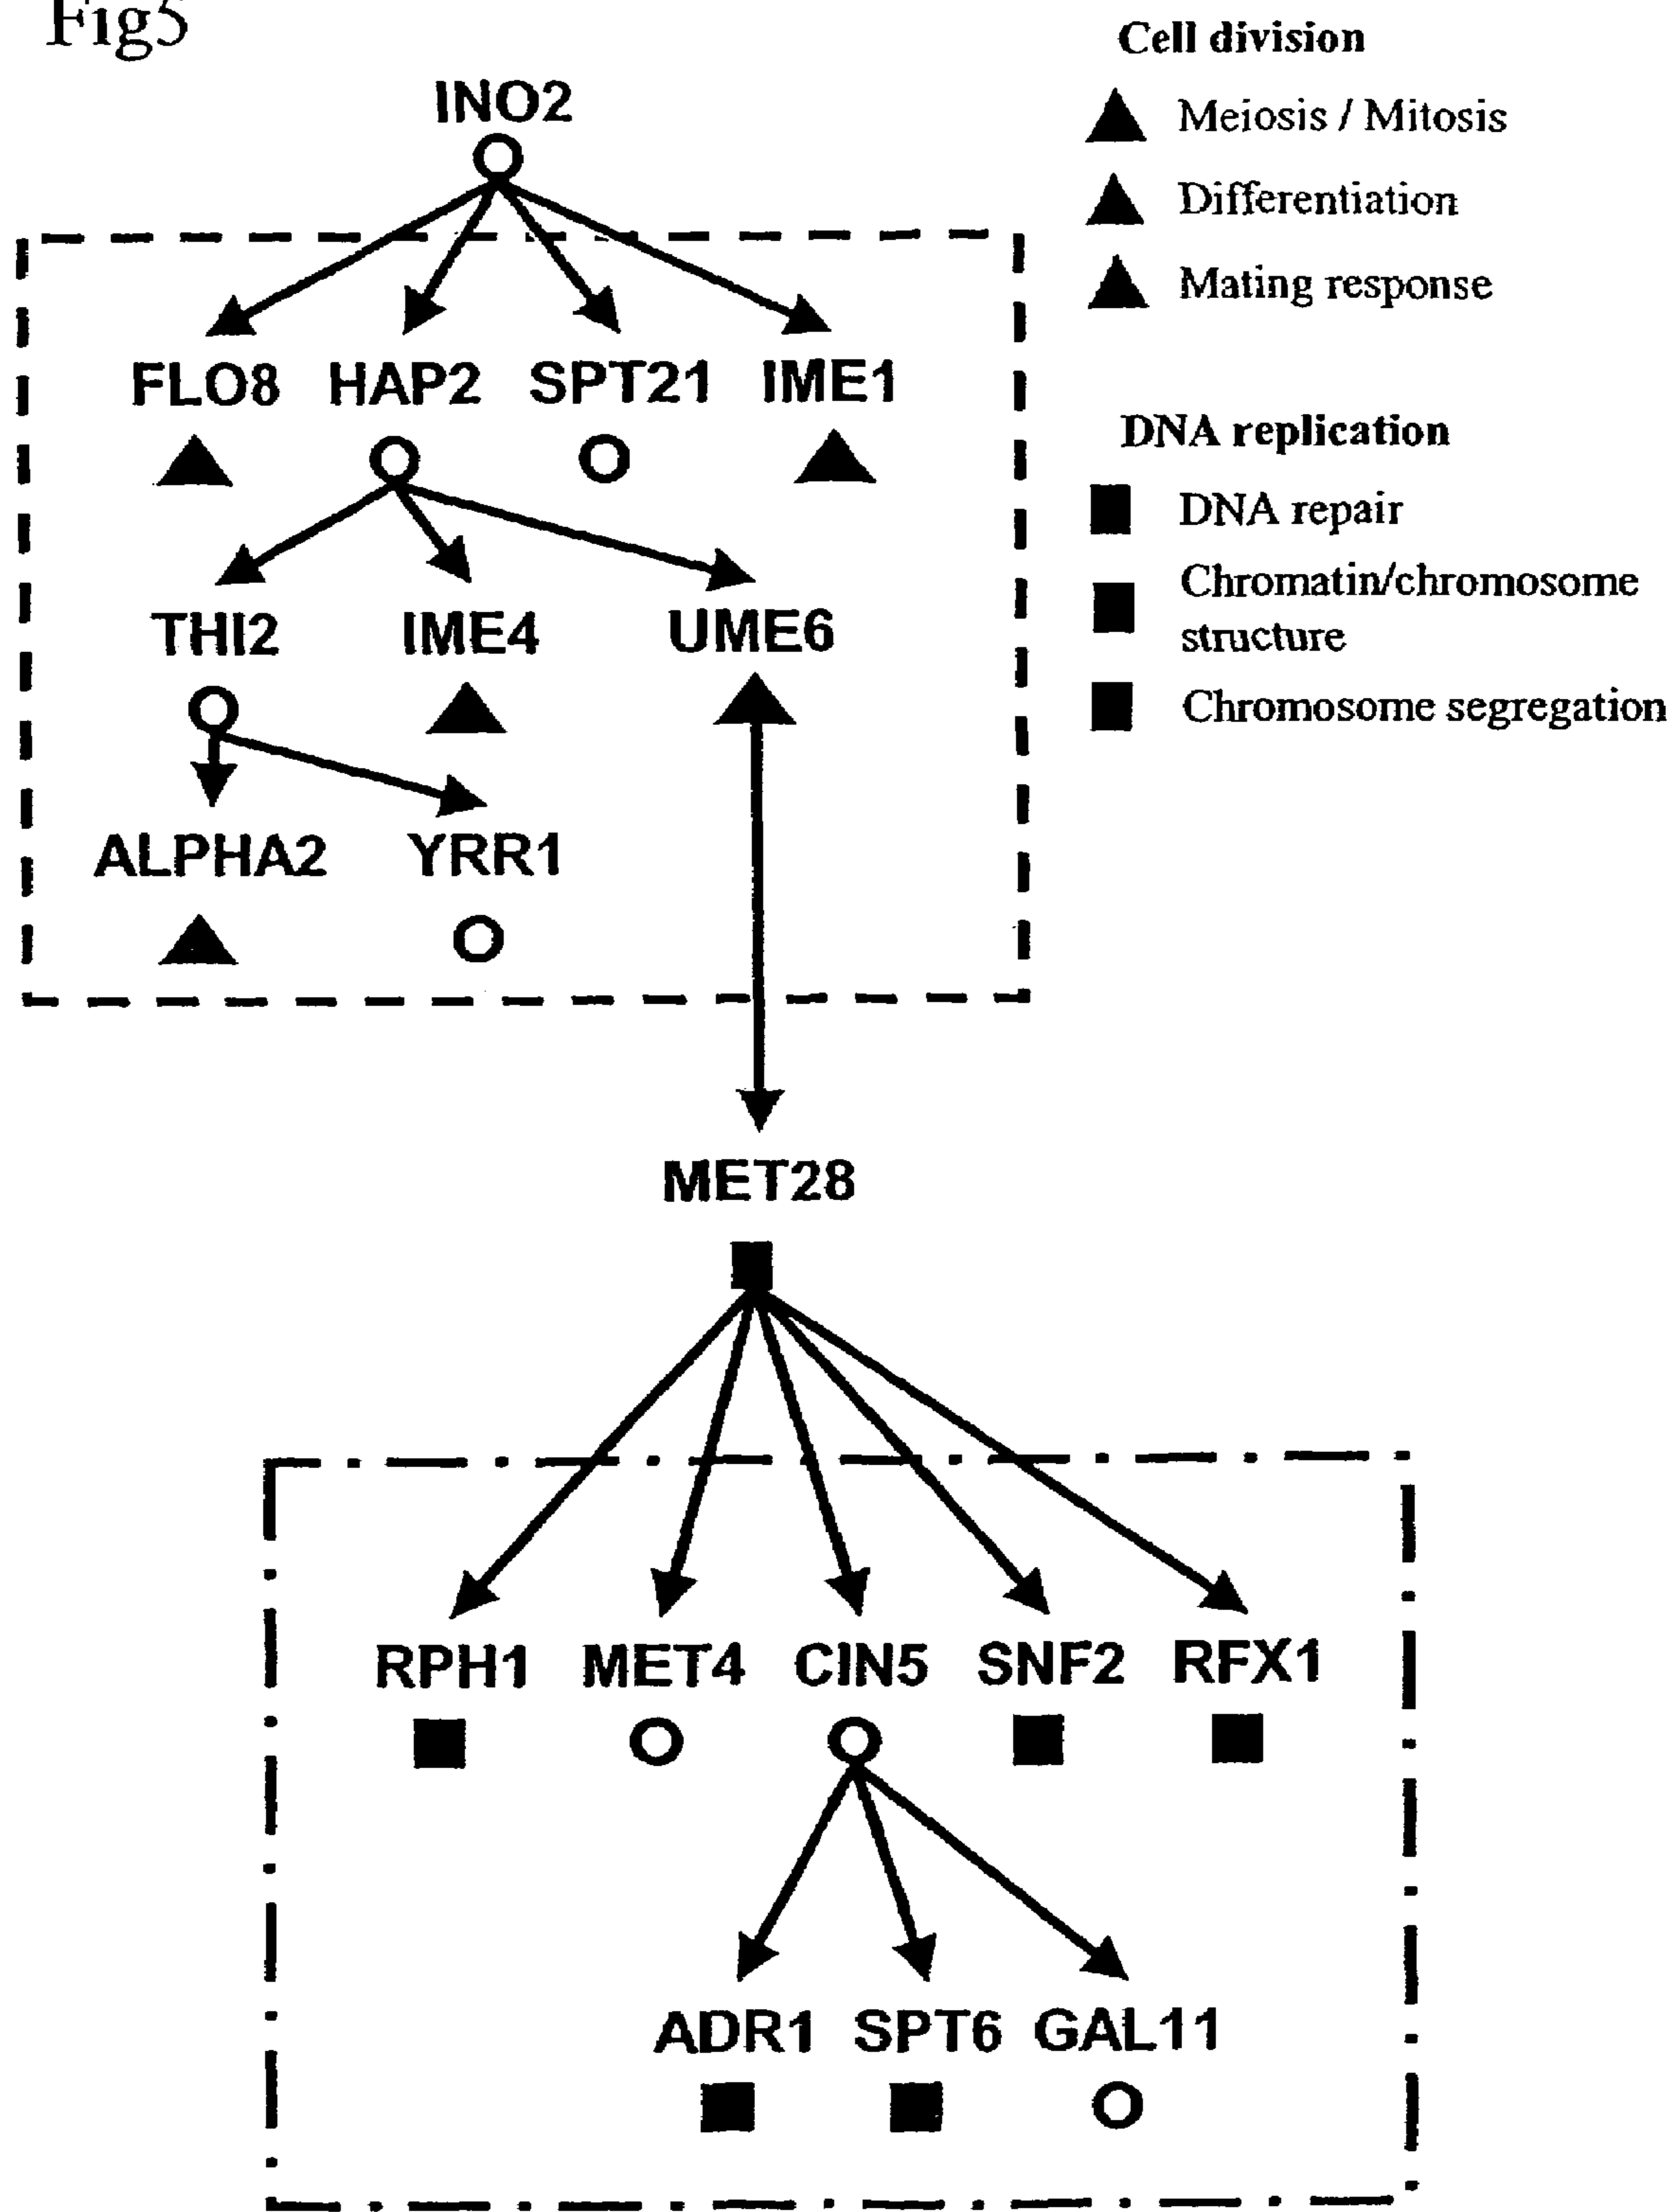 Fig5
INO2
FLO8 HAP2 SPT21 IME1
THI2 IME4 UME6
ALPHA2 YRR1
MET28
RPH1 MET4 CIN5 SNF2 RFX1
ADR1 SPT6 GAL11
Cell division
Meiosis / Mitosis
Differentiation
Mating response
DNA replication
DNA repair
Chromatin/chromosome
structure
Chromosome segregation